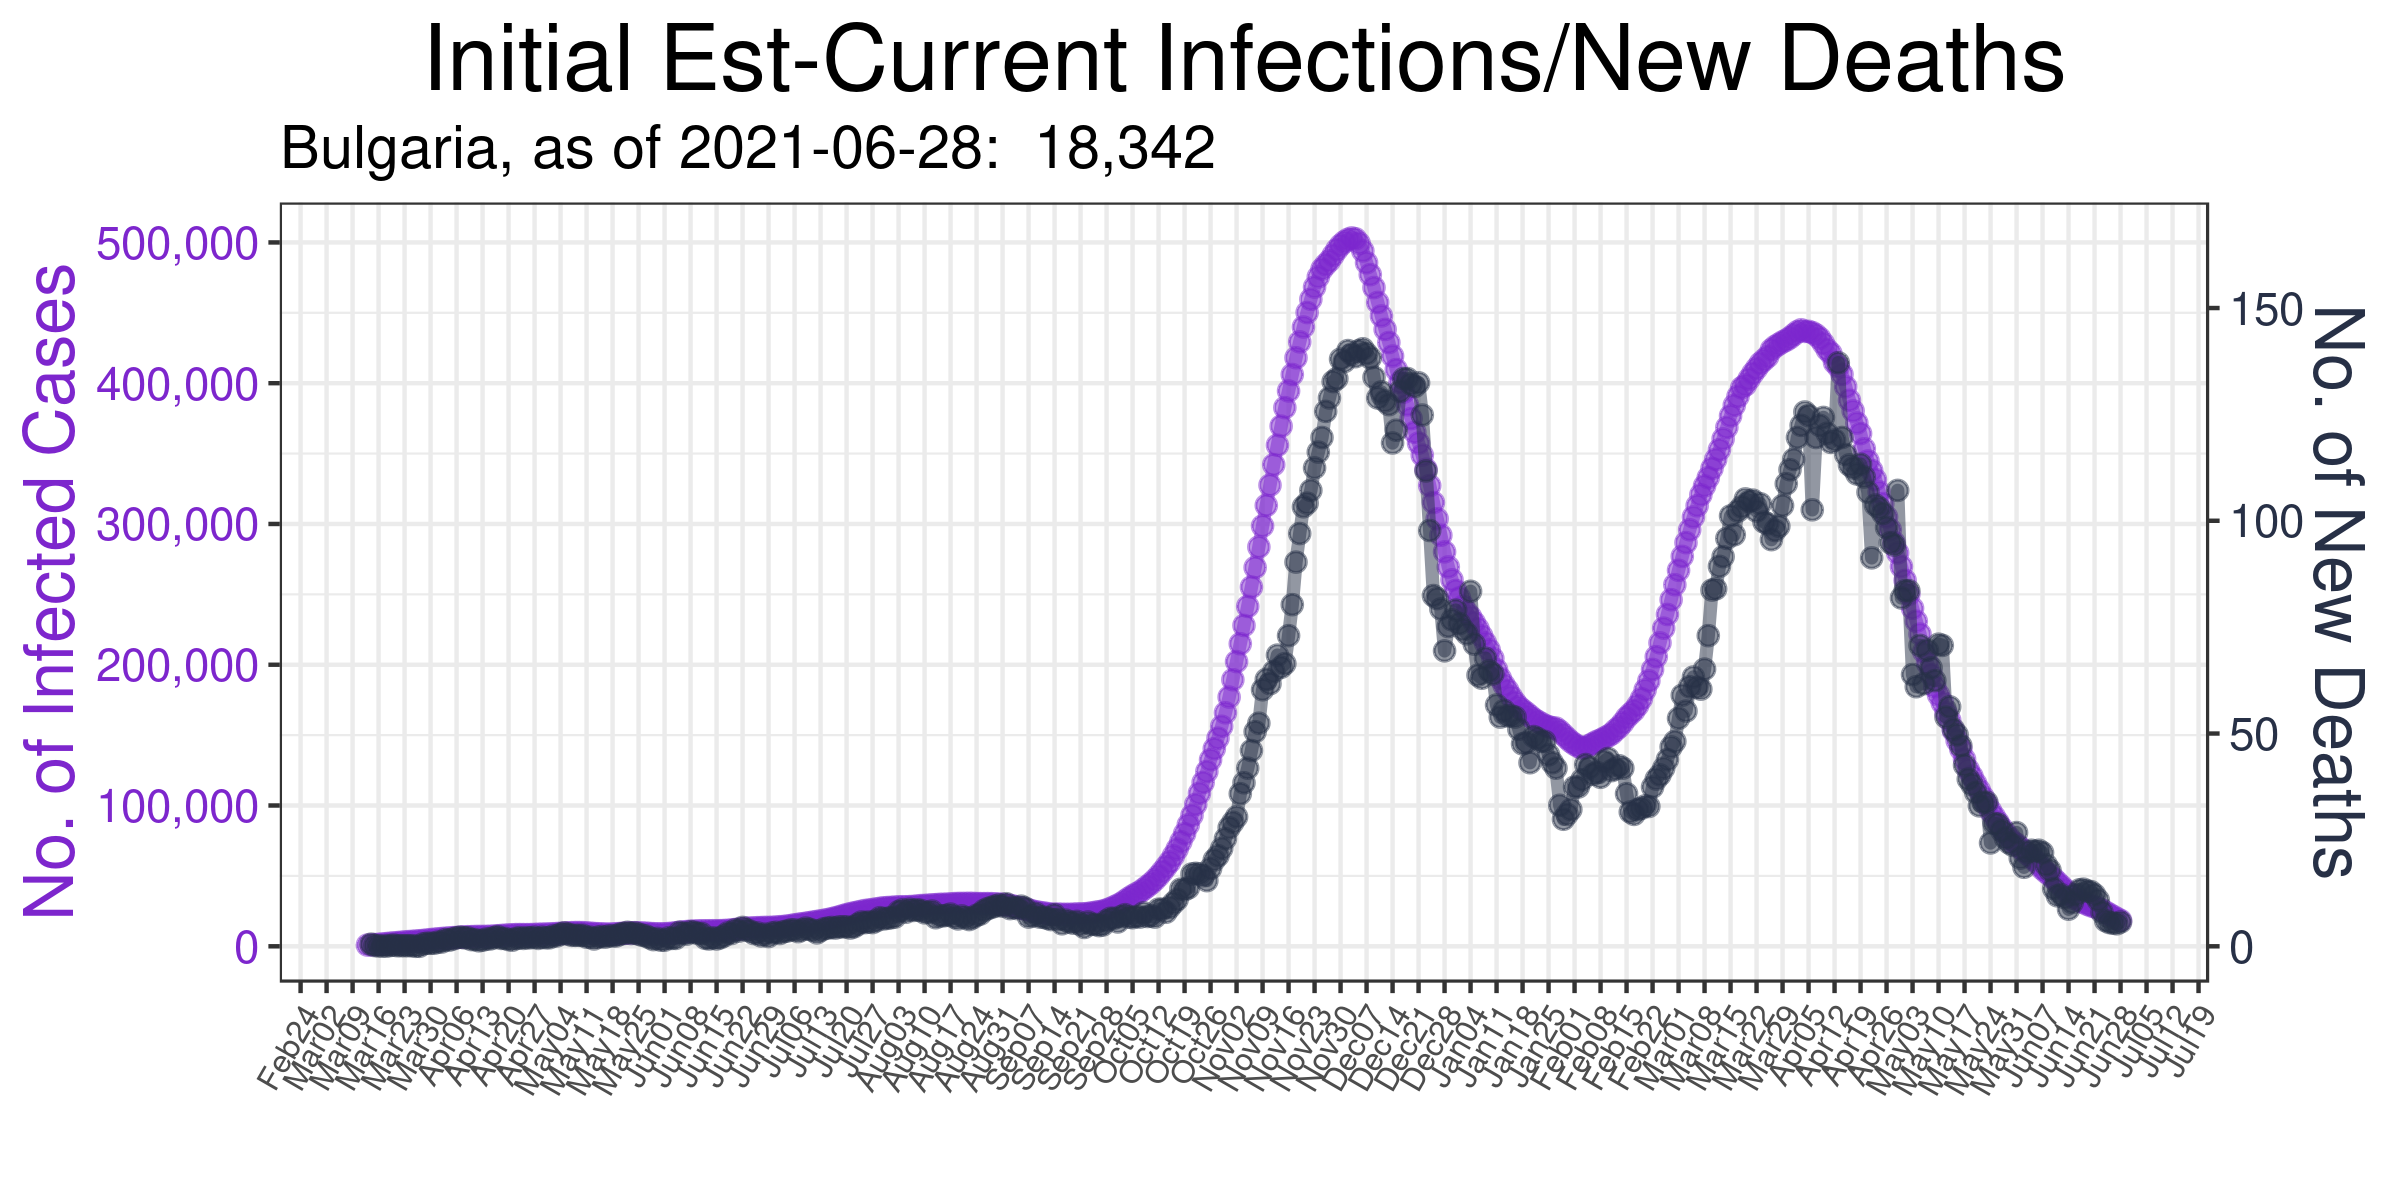 Initial Est-Current Infections/New Deaths
Bulgaria, as of 2021-06-28: 18,342
No. of Infected Cases
500,000
400,000
300,000
200,000
100,000
0
150
100
50
0
No. of New Deaths
Feb24
Mar02
Mar09
Mar16
Mar23
Mar30
Apr06
Apr13
Apr20
Apr27
May04
May11
May18
May25
Jun01
Jun08
Jun15
Jun22
Jun29
Jul06
Jul13
Jul20
Jul27
Aug03
Aug10
Aug17
Aug24
Aug31
Sep07
Sep14
Sep21
Sep28
Oct05
Oct12
Oct19
Oct26
Nov02
Nov09
Nov16
Nov23
Nov30
Dec07
Dec14
Dec21
Dec28
Jan04
Jan11
Jan18
Jan25
Feb01
Feb08
Feb15
Feb22
Mar01
Mar08
Mar15
Mar22
Mar29
Apr05
Apr12
Apr19
Apr26
May03
May10
May17
May24
May31
Jun07
Jun14
Jun21
Jun28
Jul05
Jul12
Jul19